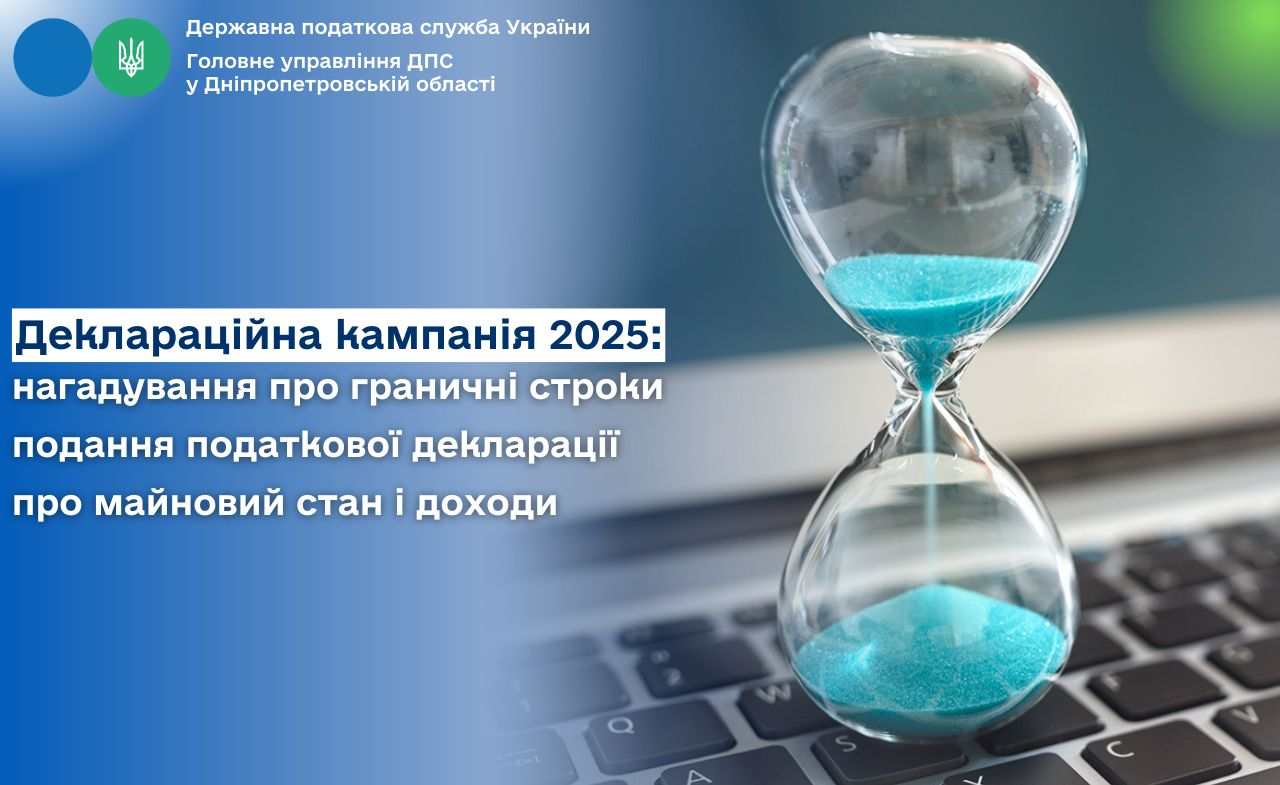 Державна податкова служба України
Головне управління ДПС
у Дніпропетровській області
Деклараційна кампанія 2025:
нагадування про граничні строки
подання податкової декларації
про майновий стан і доходи
Q
W
A
S
C
V